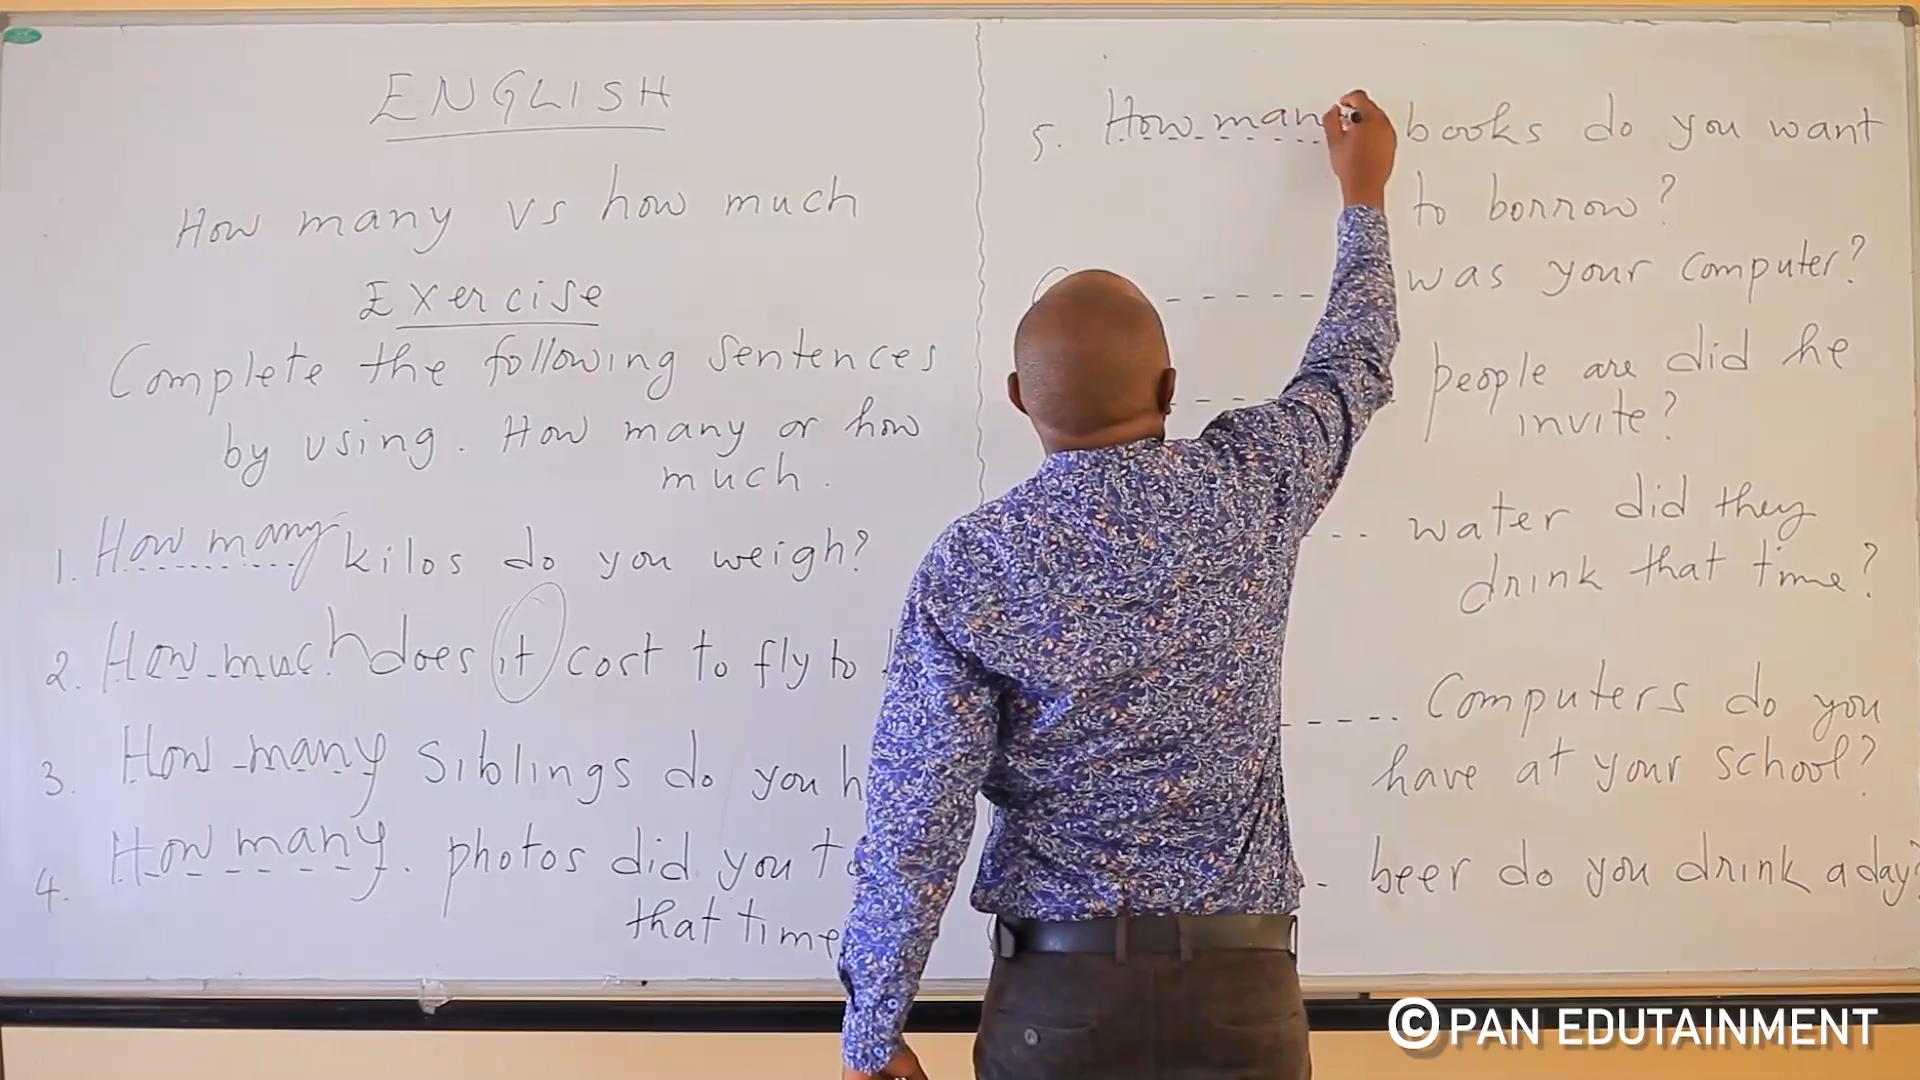 ENGLISH
How many vs how much
Exercise
Complete the following sentences
by using. How many or how
much.
1. How many kilos do you weigh?
2. How much does it cost to fly to
3. How many siblings do you h
4. How many. photos did you t
that time
5. How man books do you want
to borrow?
was your computer?
people are did he
invite?
water did they
drink that time?
Computers do you
have at your school?
beer do you drink a day?
© PAN EDUTAINMENT